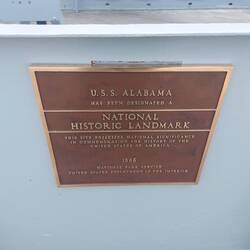 U.S.S. ALABAMA
HAS BEEN DESIGNATED A
NATIONAL
HISTORIC LANDMARK
THIS SITE POSSESSES NATIONAL SIGNIFICANCE
IN COMMEMORATING THE HISTORY OF THE
UNITED STATES OF AMERICA
1986
NATIONAL PARK SERVICE
UNITED STATES DEPARTMENT OF THE INTERIOR